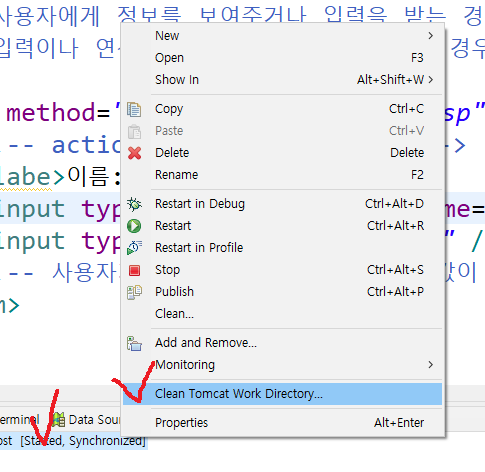 사용자에게 정보를 보여주거나 입력을 받는 경
입력이나 연
경우
method="
sp"
-- action
-->
labe>이름:
input typ
me=
input typ
" /
-- 사용자
값이
m>
New
Open F3
Show In Alt+Shift+W
Copy Ctrl+C
Paste Ctrl+V
Delete Delete
Rename F2
Restart in Debug Ctrl+Alt+D
Restart Ctrl+Alt+R
Restart in Profile
Stop Ctrl+Alt+S
Publish Ctrl+Alt+P
Clean...
Add and Remove...
Monitoring
Clean Tomcat Work Directory...
Properties Alt+Enter
erminal Data Sou
ost [Started, Synchronized]